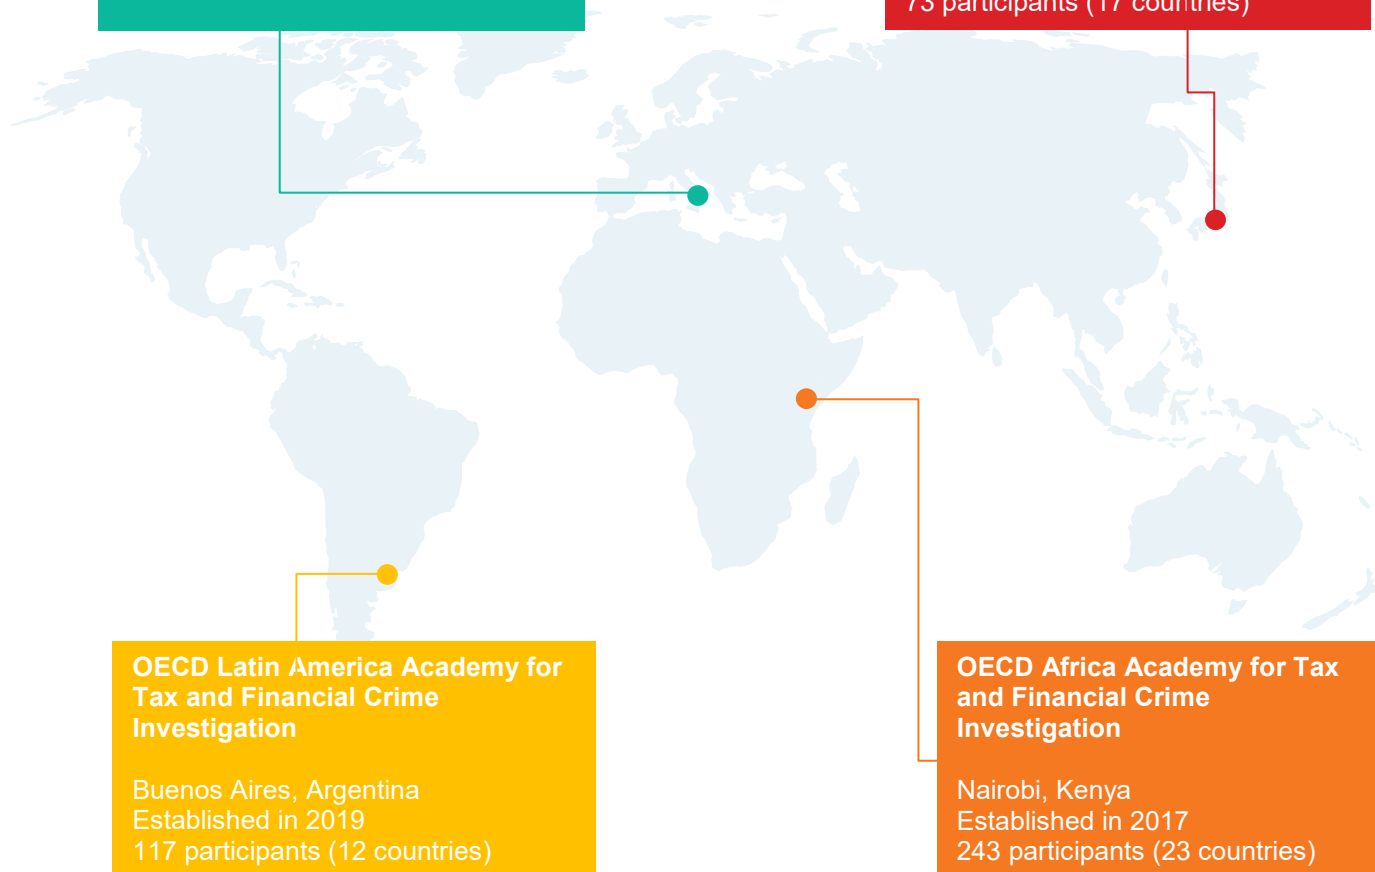 73 participants (17 countries)
OECD Latin America Academy for
Tax and Financial Crime
Investigation
Buenos Aires, Argentina
Established in 2019
117 participants (12 countries)
OECD Africa Academy for Tax
and Financial Crime
Investigation
Nairobi, Kenya
Established in 2017
243 participants (23 countries)